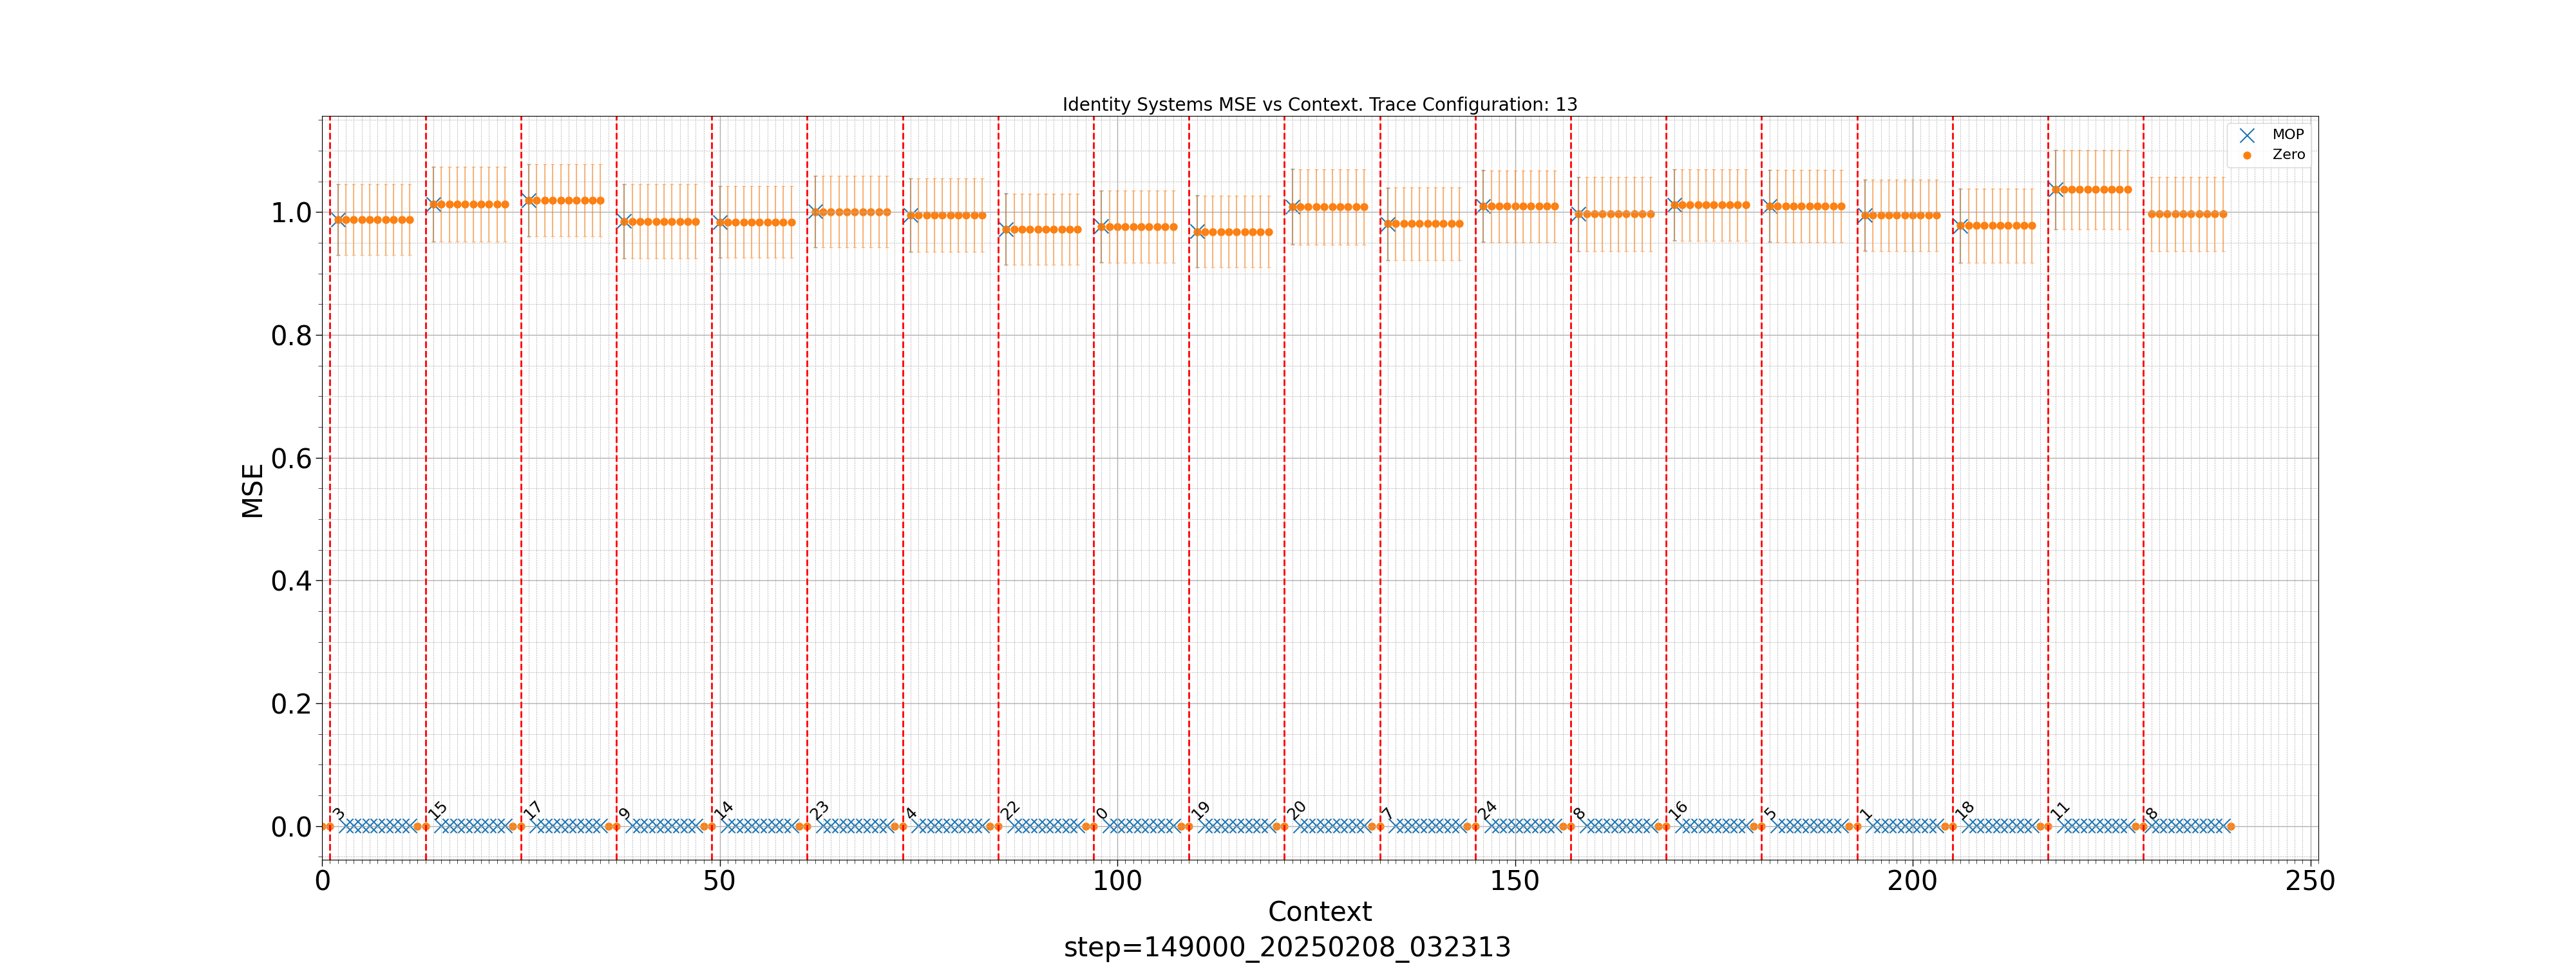 Identity Systems MSE vs Context. Trace Configuration: 13
MOP
Zero
MSE
1.0
0.8
0.6
0.4
0.2
0.0
3 15 17 9 14 23 4 22 0 19 20 7 24 8 16 5 1 18 11 8
0 50 100 150 200 250
Context
step=149000_20250208_032313